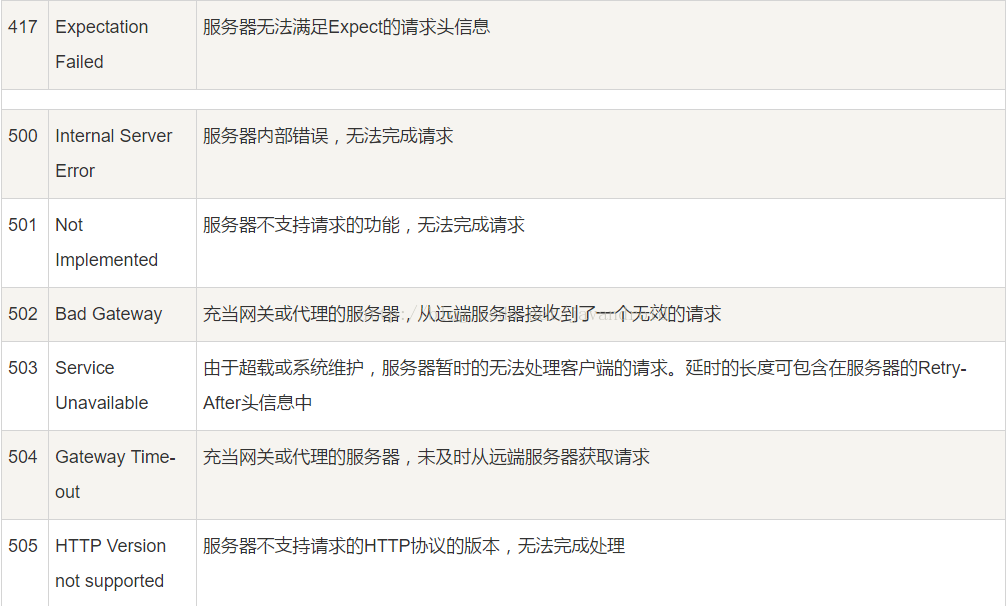 417 Expectation 服务器无法满足Expect的请求头信息
Failed
500 Internal Server 服务器内部错误，无法完成请求
Error
501 Not 服务器不支持请求的功能，无法完成请求
Implemented
502 Bad Gateway 充当网关或代理的服务器，从远端服务器接收到了一个无效的请求
503 Service 由于超载或系统维护，服务器暂时的无法处理客户端的请求。延时的长度可包含在服务器的Retry-
Unavailable After头信息中
504 Gateway Time- 充当网关或代理的服务器，未及时从远端服务器获取请求
out
505 HTTP Version 服务器不支持请求的HTTP协议的版本，无法完成处理
not supported